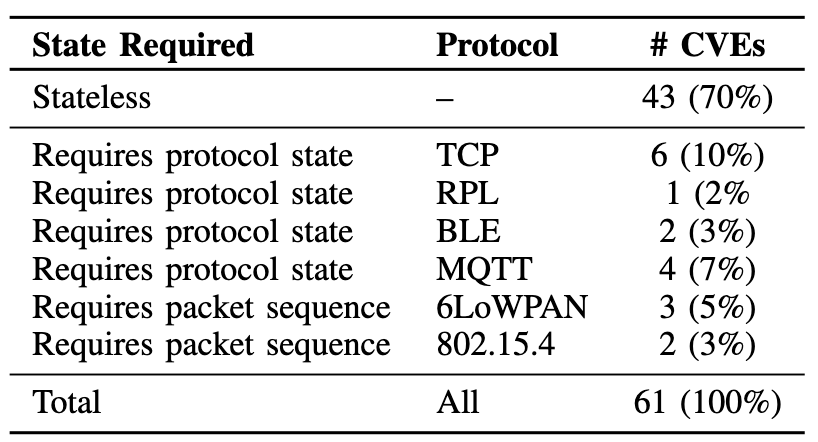 State Required Protocol # CVEs
Stateless – 43 (70%)
Requires protocol state TCP 6 (10%)
Requires protocol state RPL 1 (2%
Requires protocol state BLE 2 (3%)
Requires protocol state MQTT 4 (7%)
Requires packet sequence 6LoWPAN 3 (5%)
Requires packet sequence 802.15.4 2 (3%)
Total All 61 (100%)